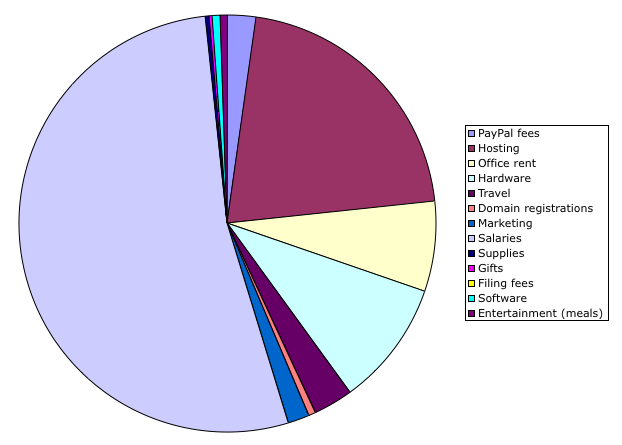 PayPal fees
Hosting
Office rent
Hardware
Travel
Domain registrations
Marketing
Salaries
Supplies
Gifts
Filing fees
Software
Entertainment (meals)